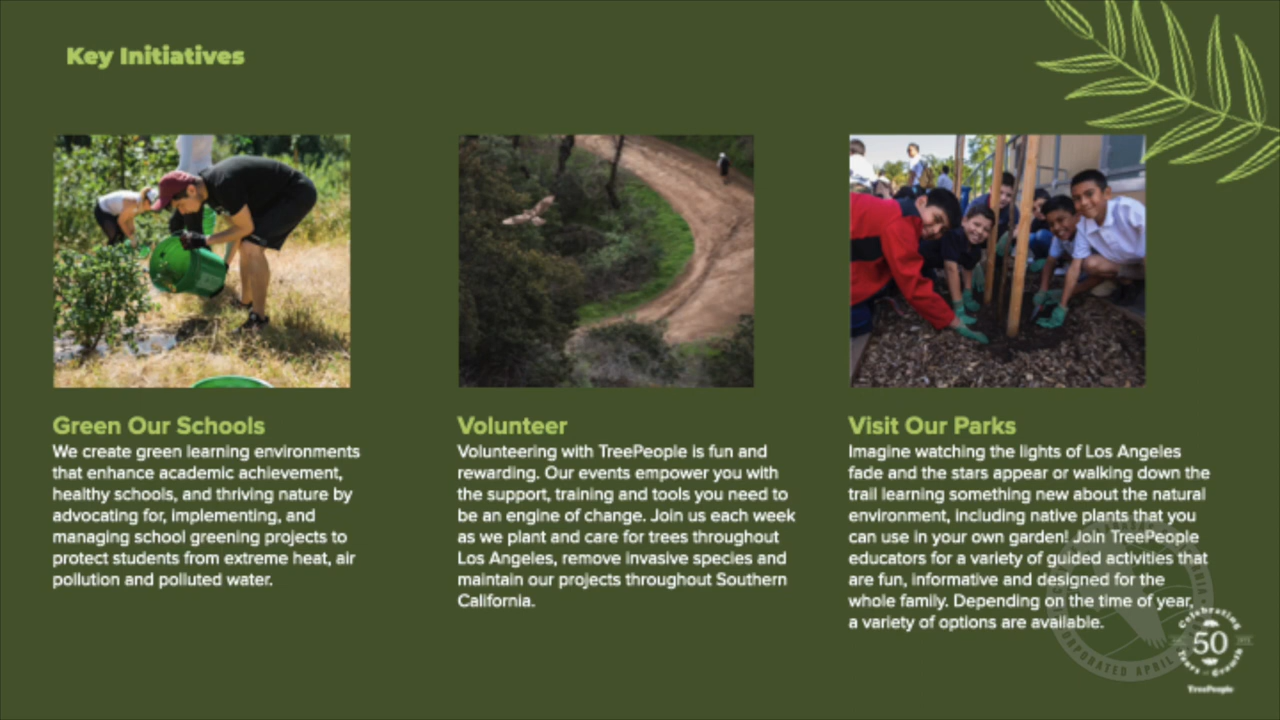 Key Initiatives
Green Our Schools
We create green learning environments
that enhance academic achievement,
healthy schools, and thriving nature by
advocating for, implementing, and
managing school greening projects to
protect students from extreme heat, air
pollution and polluted water.
Volunteer
Volunteering with TreePeople is fun and
rewarding. Our events empower you with
the support, training and tools you need to
be an engine of change. Join us each week
as we plant and care for trees throughout
Los Angeles, remove invasive species and
maintain our projects throughout Southern
California.
Visit Our Parks
Imagine watching the lights of Los Angeles
fade and the stars appear or walking down the
trail learning something new about the natural
environment, including native plants that you
can use in your own garden! Join TreePeople
educators for a variety of guided activities that
are fun, informative and designed for the
whole family. Depending on the time of year,
a variety of options are available.
Celebrating
50
Years of Growth
TreePeople